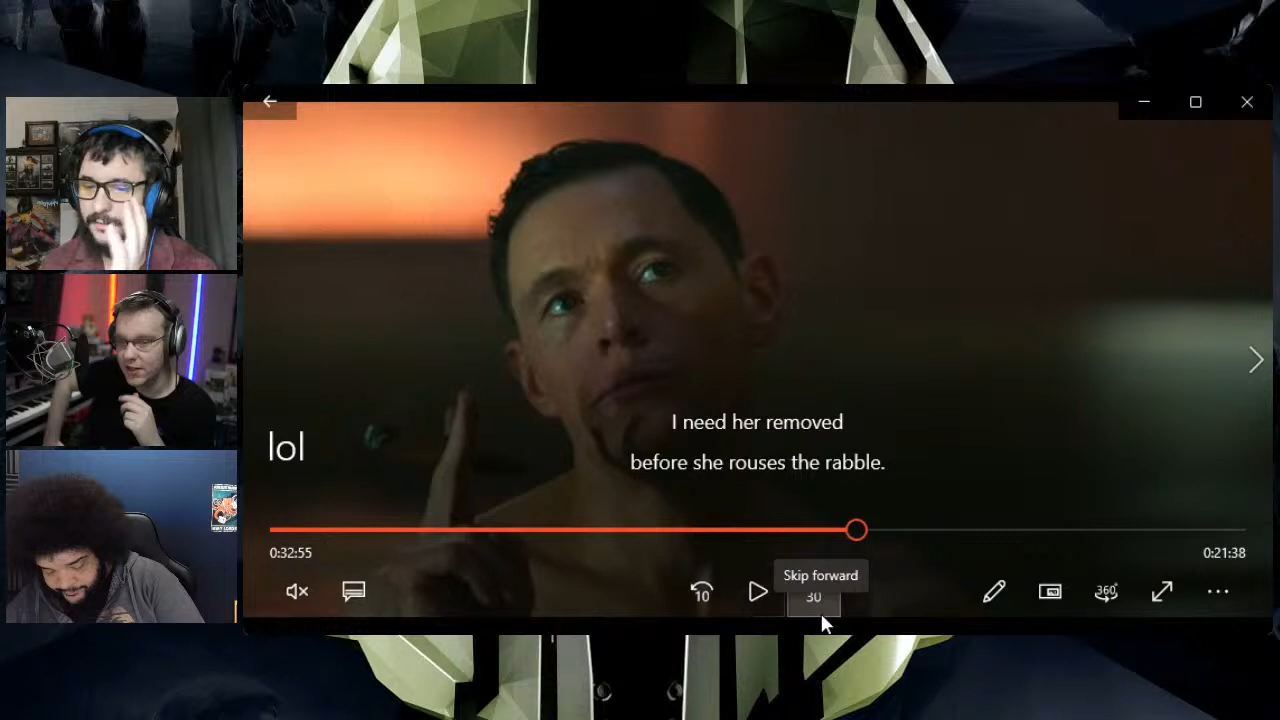 I need her removed
before she rouses the rabble.
lol
0:32:55
0:21:38
Skip forward
10
30
360°